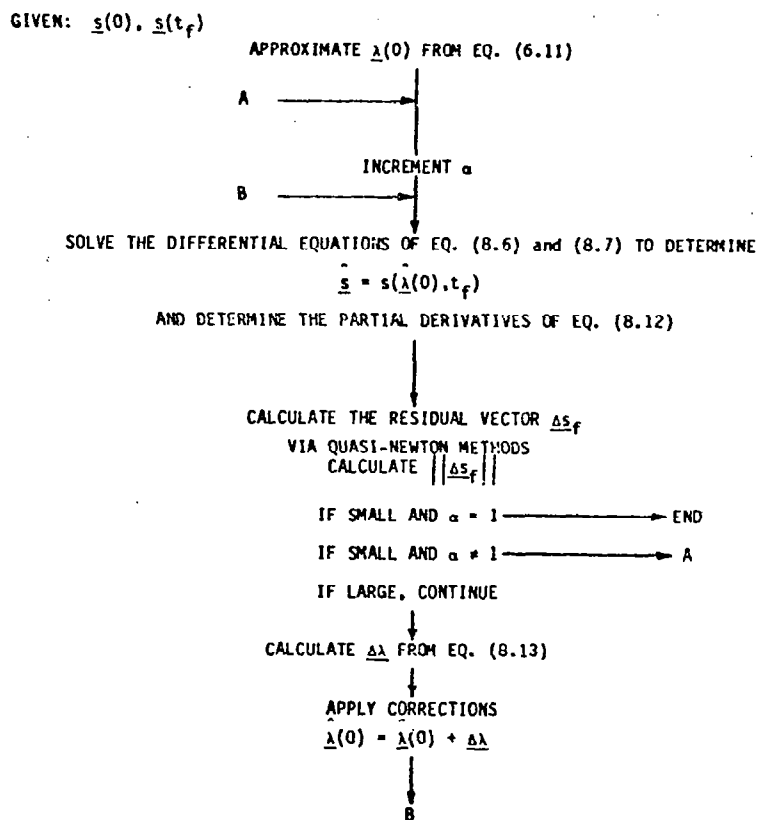 GIVEN: s(0), s(t_f)
APPROXIMATE λ(0) FROM EQ. (6.11)
A
INCREMENT α
B
SOLVE THE DIFFERENTIAL EQUATIONS OF EQ. (8.6) and (8.7) TO DETERMINE
ŝ = s(λ̂(0),t_f)
AND DETERMINE THE PARTIAL DERIVATIVES OF EQ. (8.12)
CALCULATE THE RESIDUAL VECTOR Δs_f
VIA QUASI-NEWTON METHODS
CALCULATE ||Δs_f||
IF SMALL AND α = 1 END
IF SMALL AND α ≠ 1 A
IF LARGE, CONTINUE
CALCULATE Δλ FROM EQ. (8.13)
APPLY CORRECTIONS
λ̂(0) = λ̂(0) + Δλ
B